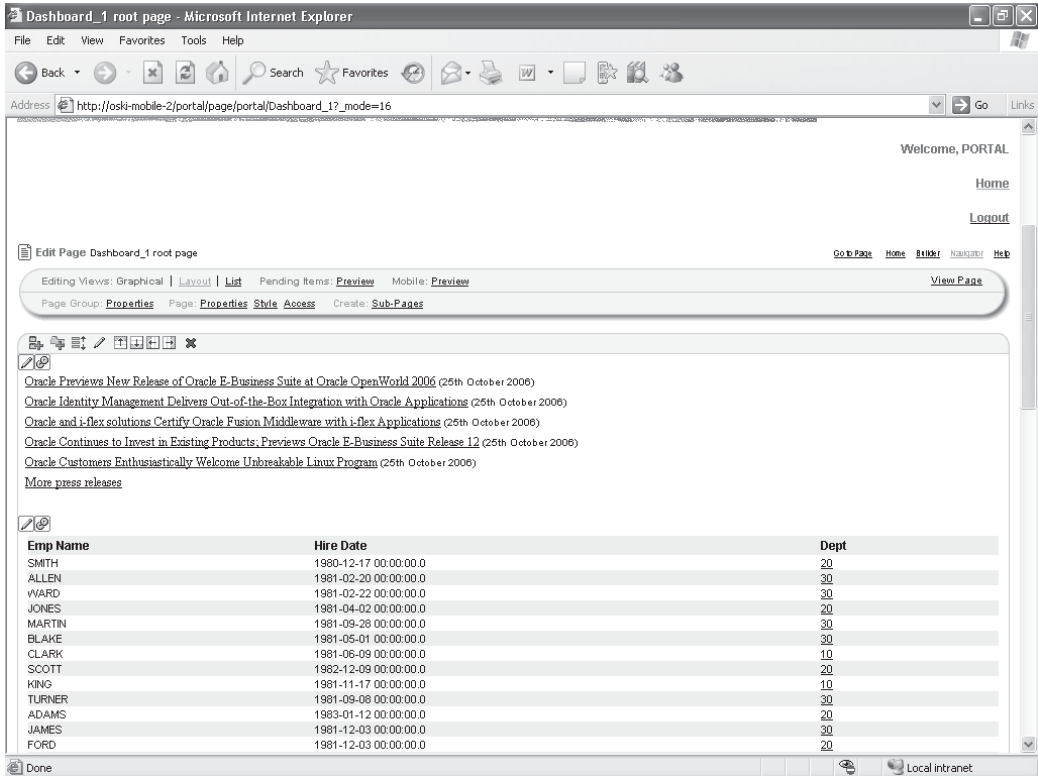 Dashboard_1 root page - Microsoft Internet Explorer
File Edit View Favorites Tools Help
Back Search Favorites
Address http://oski-mobile-2/portal/page/portal/Dashboard_1?_mode=16 Go Links
Welcome, PORTAL
Home
Logout
Edit Page Dashboard_1 root page Go to Page Home Builder Navigator Help
Editing Views: Graphical | Layout | List Pending Items: Preview Mobile: Preview View Page
Page Group: Properties Page: Properties Style Access Create: Sub-Pages
Oracle Previews New Release of Oracle E-Business Suite at Oracle OpenWorld 2006 (25th October 2006)
Oracle Identity Management Delivers Out-of-the-Box Integration with Oracle Applications (25th October 2006)
Oracle and i-flex solutions Certify Oracle Fusion Middleware with i-flex Applications (25th October 2006)
Oracle Continues to Invest in Existing Products; Previews Oracle E-Business Suite Release 12 (25th October 2006)
Oracle Customers Enthusiastically Welcome Unbreakable Linux Program (25th October 2006)
More press releases
Emp Name Hire Date Dept
SMITH 1980-12-17 00:00:00.0 20
ALLEN 1981-02-20 00:00:00.0 30
WARD 1981-02-22 00:00:00.0 30
JONES 1981-04-02 00:00:00.0 20
MARTIN 1981-09-28 00:00:00.0 30
BLAKE 1981-05-01 00:00:00.0 30
CLARK 1981-06-09 00:00:00.0 10
SCOTT 1982-12-09 00:00:00.0 20
KING 1981-11-17 00:00:00.0 10
TURNER 1981-09-08 00:00:00.0 30
ADAMS 1983-01-12 00:00:00.0 20
JAMES 1981-12-03 00:00:00.0 30
FORD 1981-12-03 00:00:00.0 20
Done Local intranet